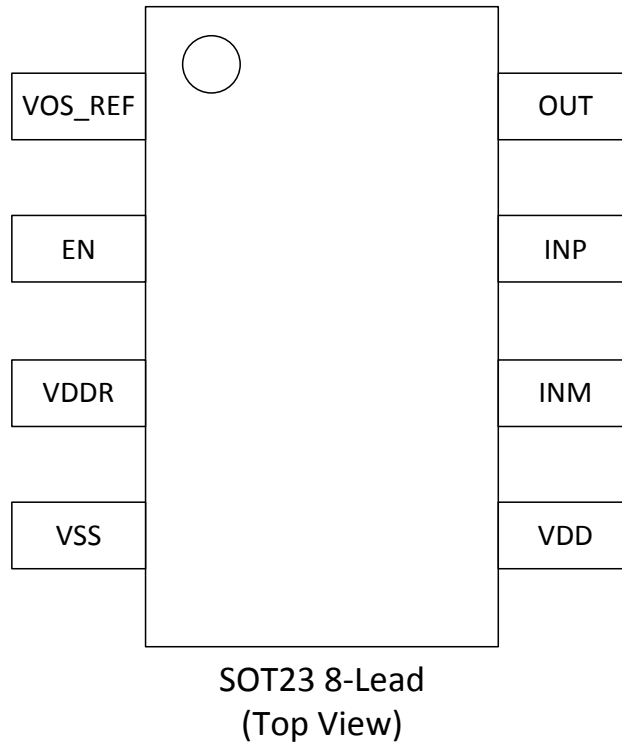 VOS_REF
OUT
EN
INP
VDDR
INM
VSS
VDD
SOT23 8-Lead
(Top View)